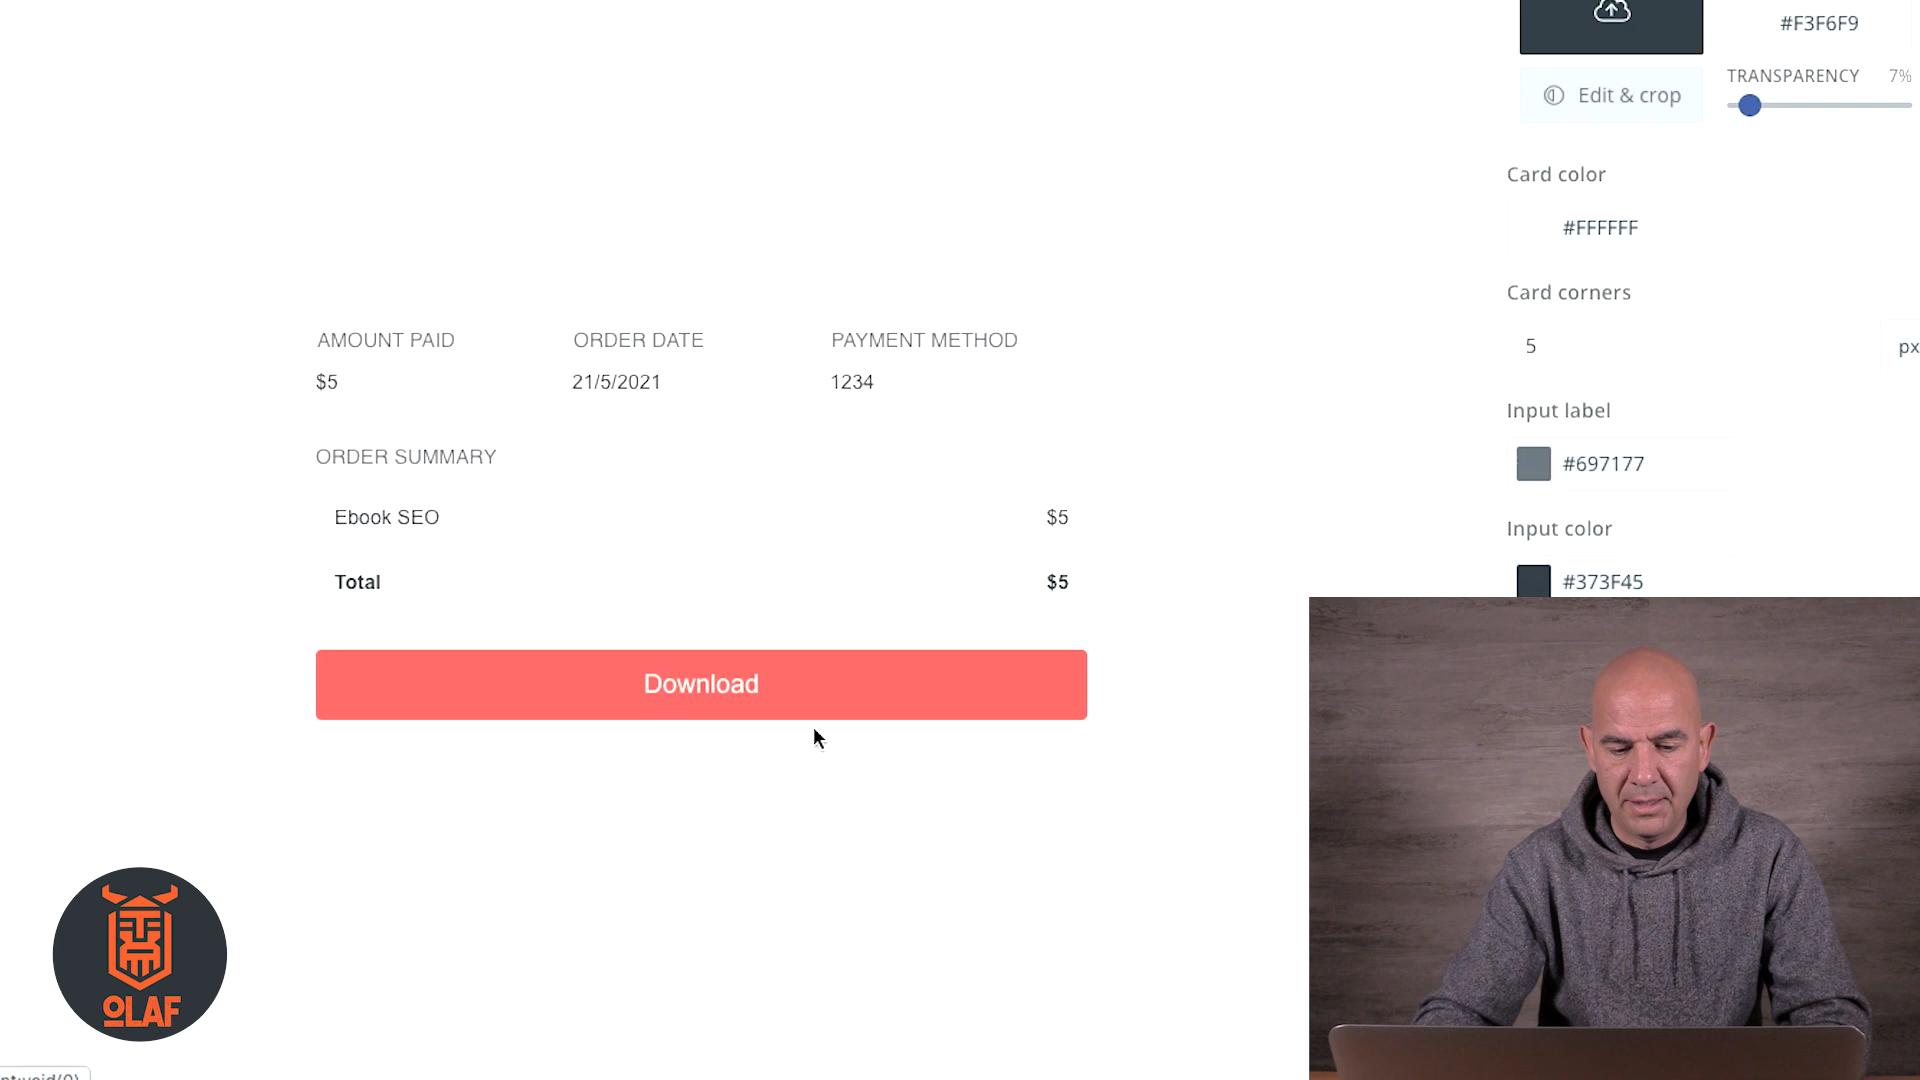 #F3F6F9
Edit & crop
TRANSPARENCY 7%
Card color
#FFFFFF
Card corners
5 px
Input label
#697177
Input color
#373F45
AMOUNT PAID ORDER DATE PAYMENT METHOD
$5 21/5/2021 1234
ORDER SUMMARY
Ebook SEO $5
Total $5
Download
OLAF